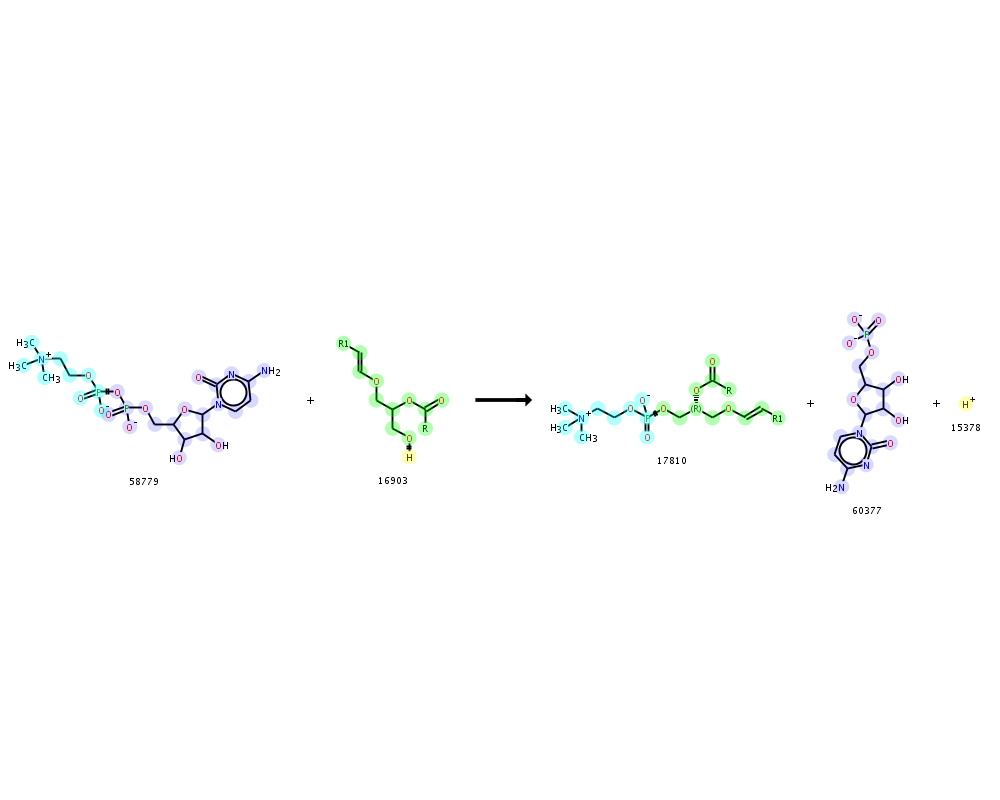 H3C
H3C
N+
CH3
O
P
O
O-
O
P
O
O-
O
O
HO
OH
O
N
N
NH2
58779
+
R1
O
O
O
R
O
H
16903
H3C
H3C
N+
CH3
O
O-
P
O
O
R
O
O
R
O
R1
17810
+
O-
O
P
O-
O
O
OH
OH
N
O
N
H2N
60377
+
H+
15378